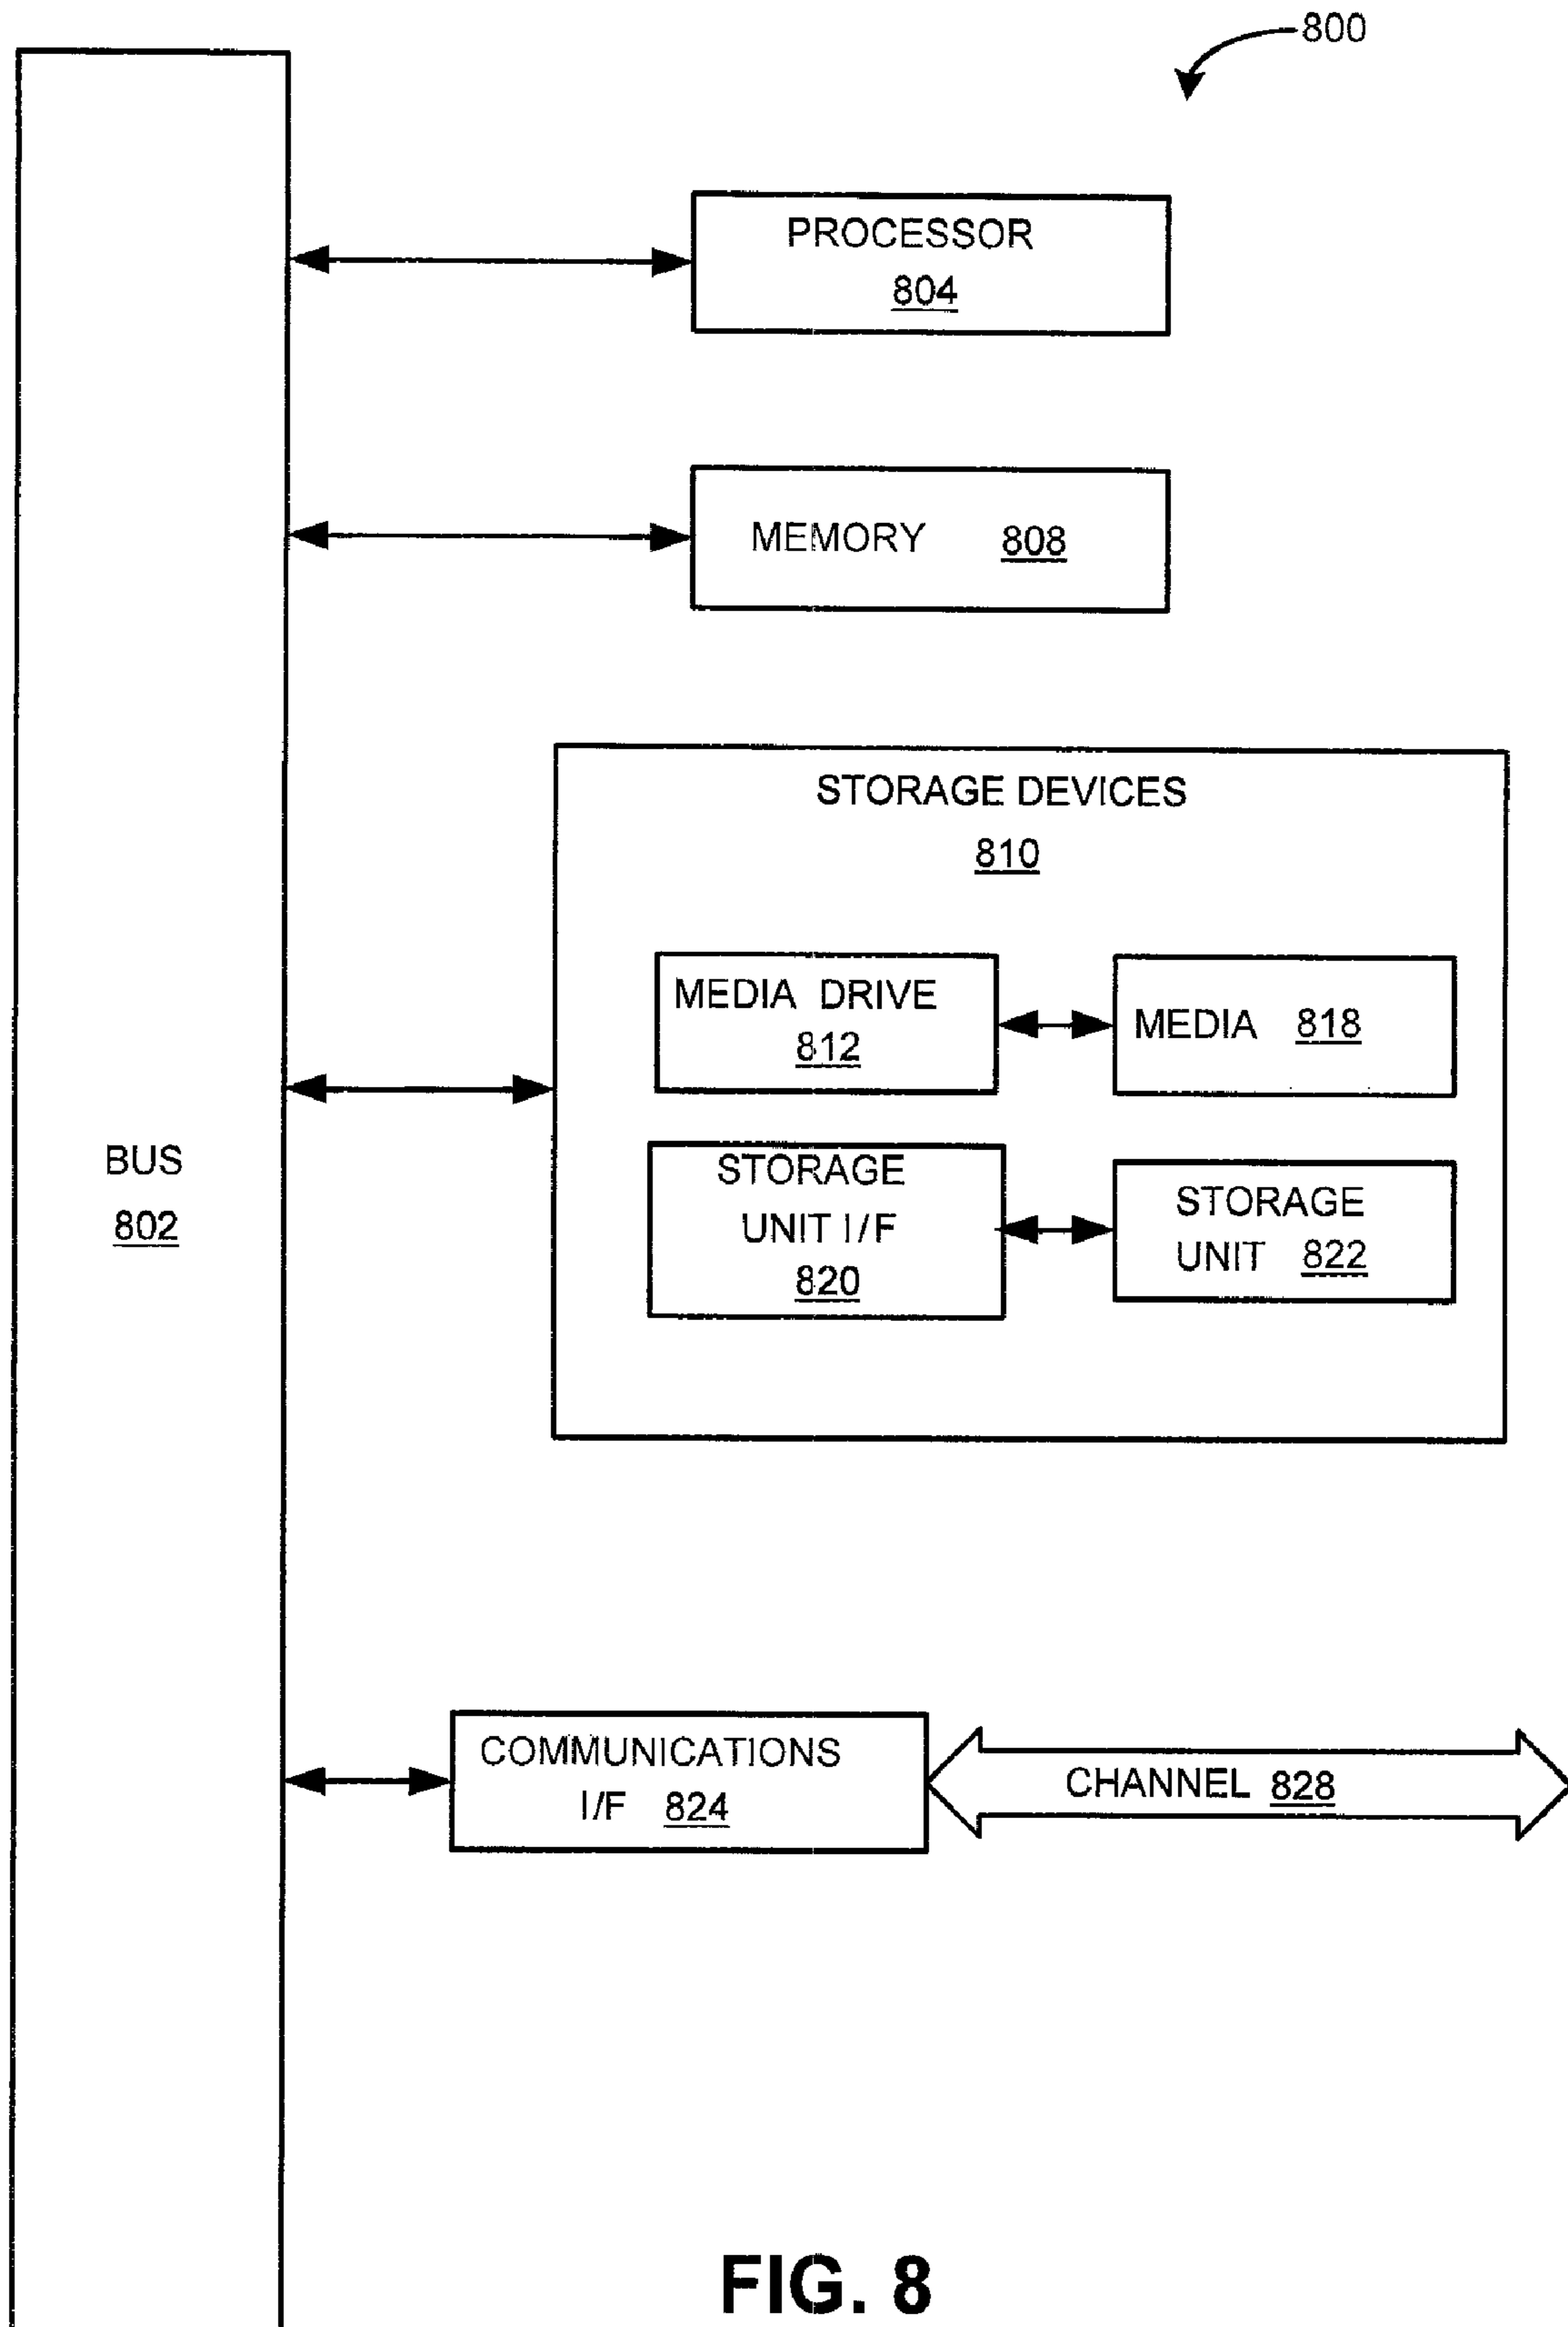 800
PROCESSOR
804
MEMORY 808
STORAGE DEVICES
810
MEDIA DRIVE
812
MEDIA 818
STORAGE
UNIT I/F
820
STORAGE
UNIT 822
BUS
802
COMMUNICATIONS
I/F 824
CHANNEL 828
FIG. 8